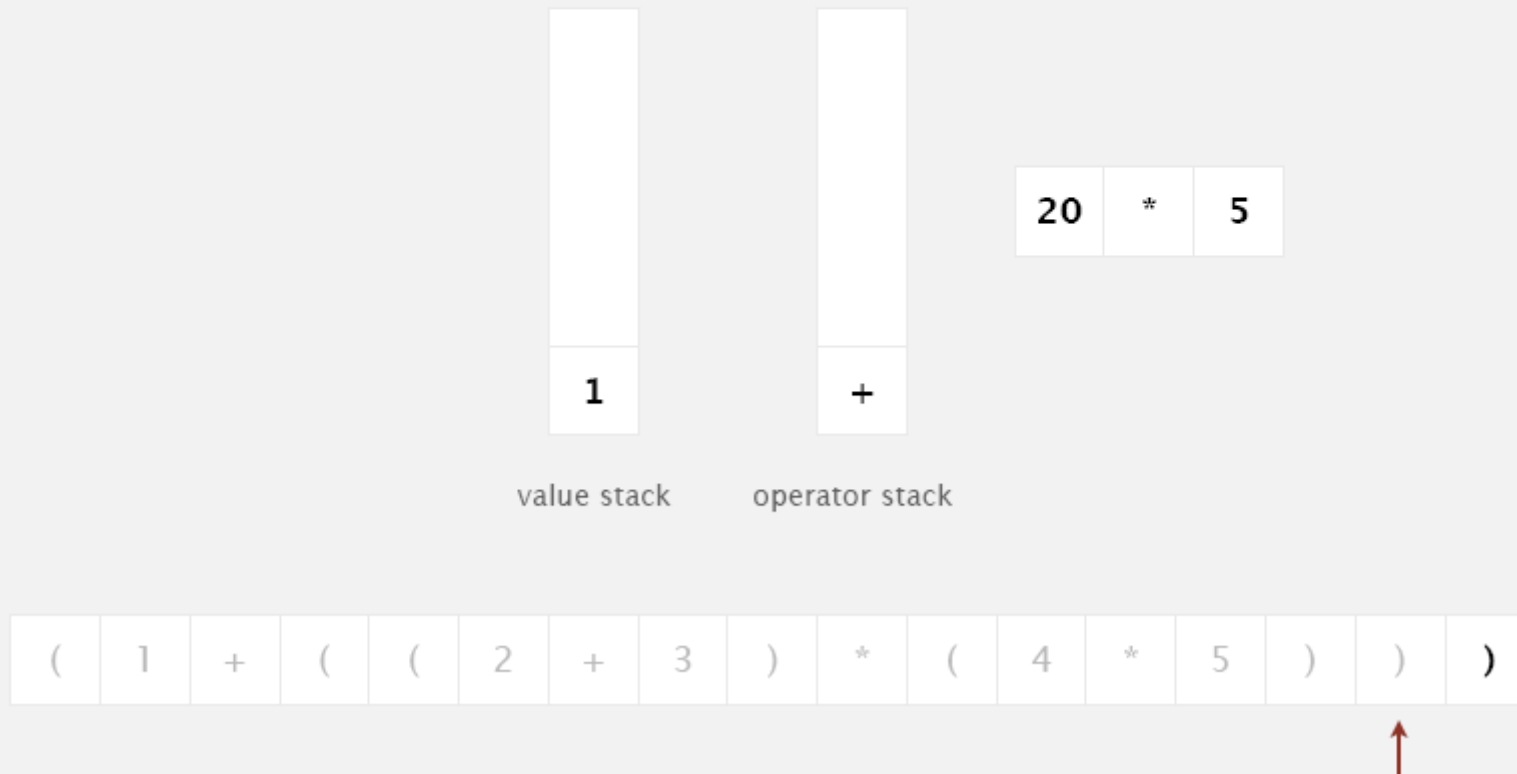 20 * 5
1 +
value stack operator stack
( 1 + ( ( 2 + 3 ) * ( 4 * 5 ) ) )